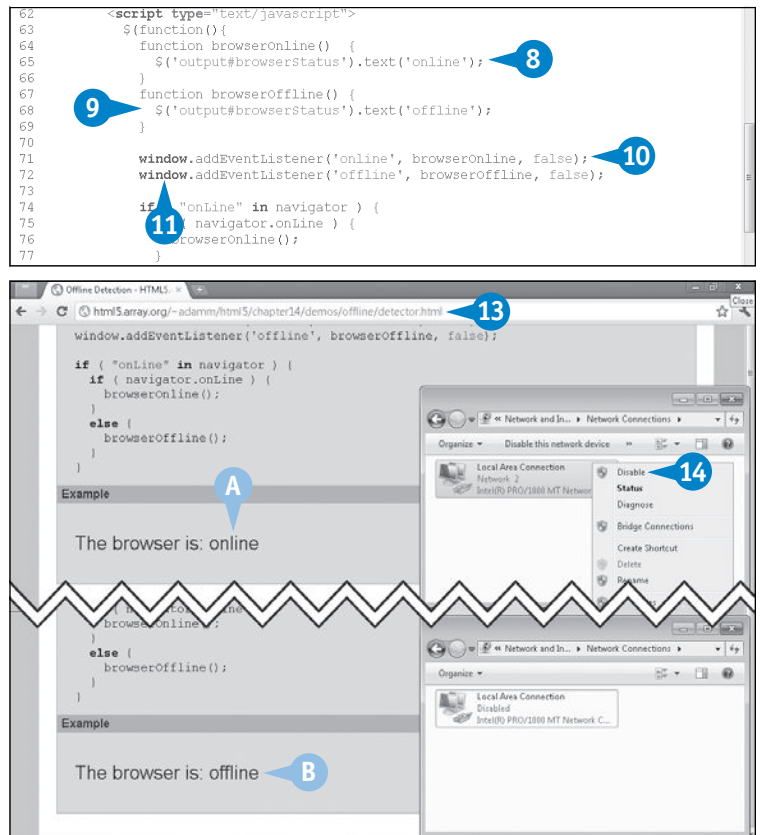 62 <script type="text/javascript">
63 $(function(){
64 function browserOnline() {
65 $('output#browserStatus').text('online');
8
66 }
67 function browserOffline() {
9
68 $('output#browserStatus').text('offline');
69 }
70
71 window.addEventListener('online', browserOnline, false);
10
72 window.addEventListener('offline', browserOffline, false);
73
11
74 if "onLine" in navigator ) {
75 navigator.onLine ) {
76 browserOnline();
77 }
Offline Detection - HTML5.
Close
html5.array.org/~adamm/html5/chapter14/demos/offline/detector.html
13
window.addEventListener('offline', browserOffline, false);
if ( "onLine" in navigator ) {
if ( navigator.onLine ) {
browserOnline();
}
else {
browserOffline();
}
}
Example
A
The browser is: online
« Network and In... ▸ Network Connections ▸
Organize Disable this network device »
Local Area Connection
Network 2
Intel(R) PRO/1000 MT Networ
Disable
14
Status
Diagnose
Bridge Connections
Create Shortcut
Delete
Rename
browserOnline();
}
else {
browserOffline();
}
}
Example
The browser is: offline
B
« Network and In... ▸ Network Connections ▸
Organize
Local Area Connection
Disabled
Intel(R) PRO/1000 MT Network C...